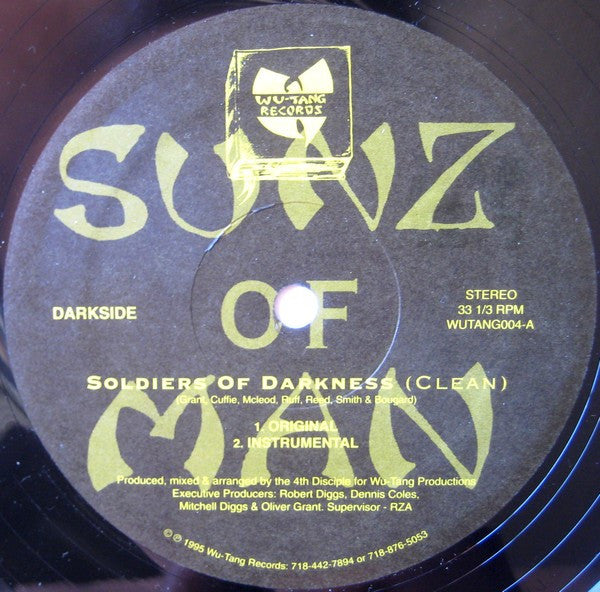 WU-TANG
RECORDS
SUNZ
OF
MAN
DARKSIDE
STEREO
33 1/3 RPM
WUTANG004-A
SOLDIERS OF DARKNESS (CLEAN)
(Grant, Cuffie, Mcleod, Ruff, Reed, Smith & Bougard)
1. ORIGINAL
2. INSTRUMENTAL
Produced, mixed & arranged by the 4th Disciple for Wu-Tang Productions
Executive Producers: Robert Diggs, Dennis Coles,
Mitchell Diggs & Oliver Grant. Supervisor - RZA
© ℗ 1995 Wu-Tang Records: 718-442-7894 or 718-876-5053